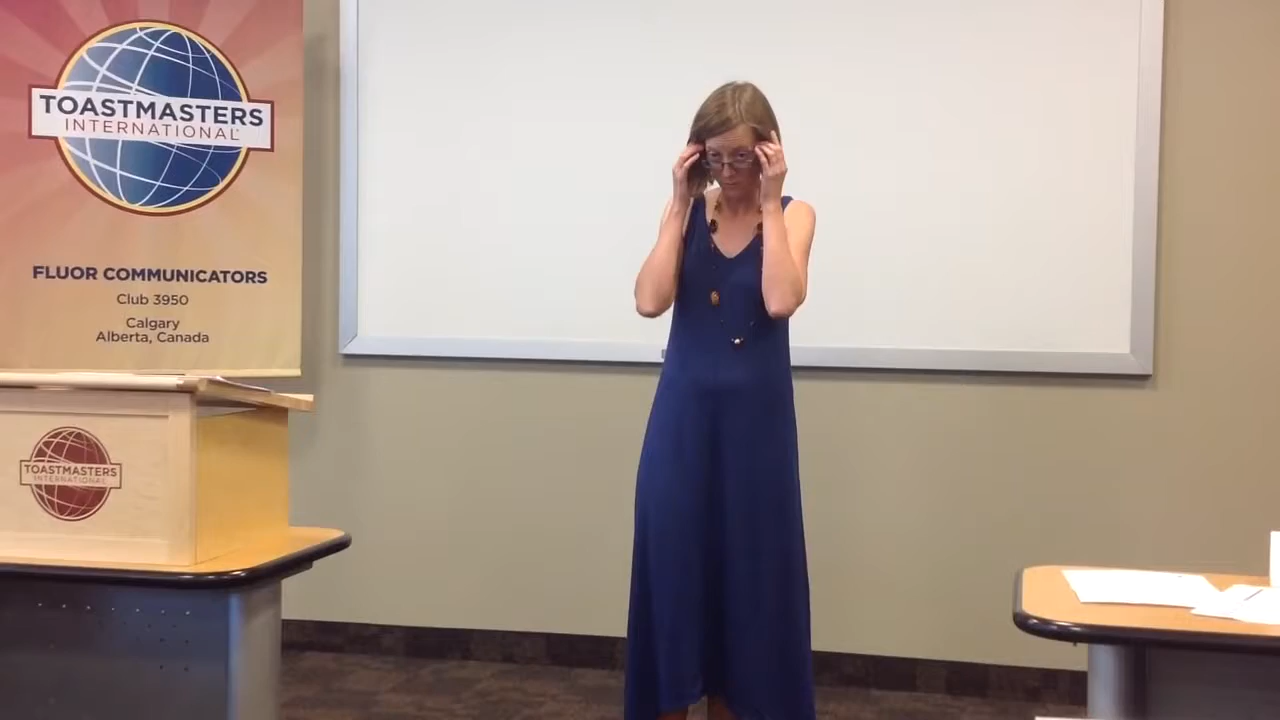 TOASTMASTERS
INTERNATIONAL
FLUOR COMMUNICATORS
Club 3950
Calgary
Alberta, Canada
TOASTMASTERS
INTERNATIONAL